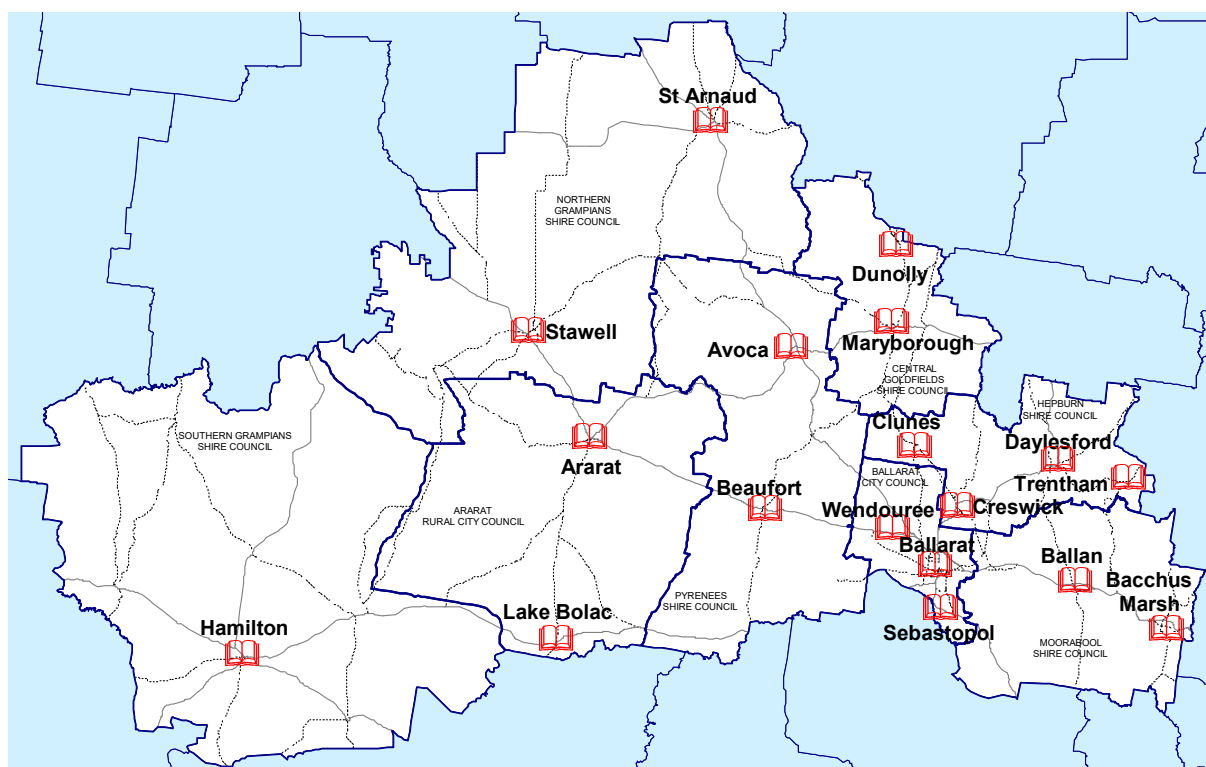 St Arnaud
NORTHERN
GRAMPIANS
SHIRE COUNCIL
Dunolly
Stawell
Avoca
Maryborough
CENTRAL
GOLDFIELDS
SHIRE COUNCIL
HEPBURN
SHIRE COUNCIL
Clunes
SOUTHERN GRAMPIANS
SHIRE COUNCIL
Daylesford
Ararat
BALLARAT
CITY COUNCIL
Trentham
Beaufort
Wendouree
Creswick
ARARAT
RURAL CITY COUNCIL
Ballarat
Ballan
Bacchus
Marsh
PYRENEES
SHIRE COUNCIL
Lake Bolac
Hamilton
Sebastopol
MOORABOOL
SHIRE COUNCIL